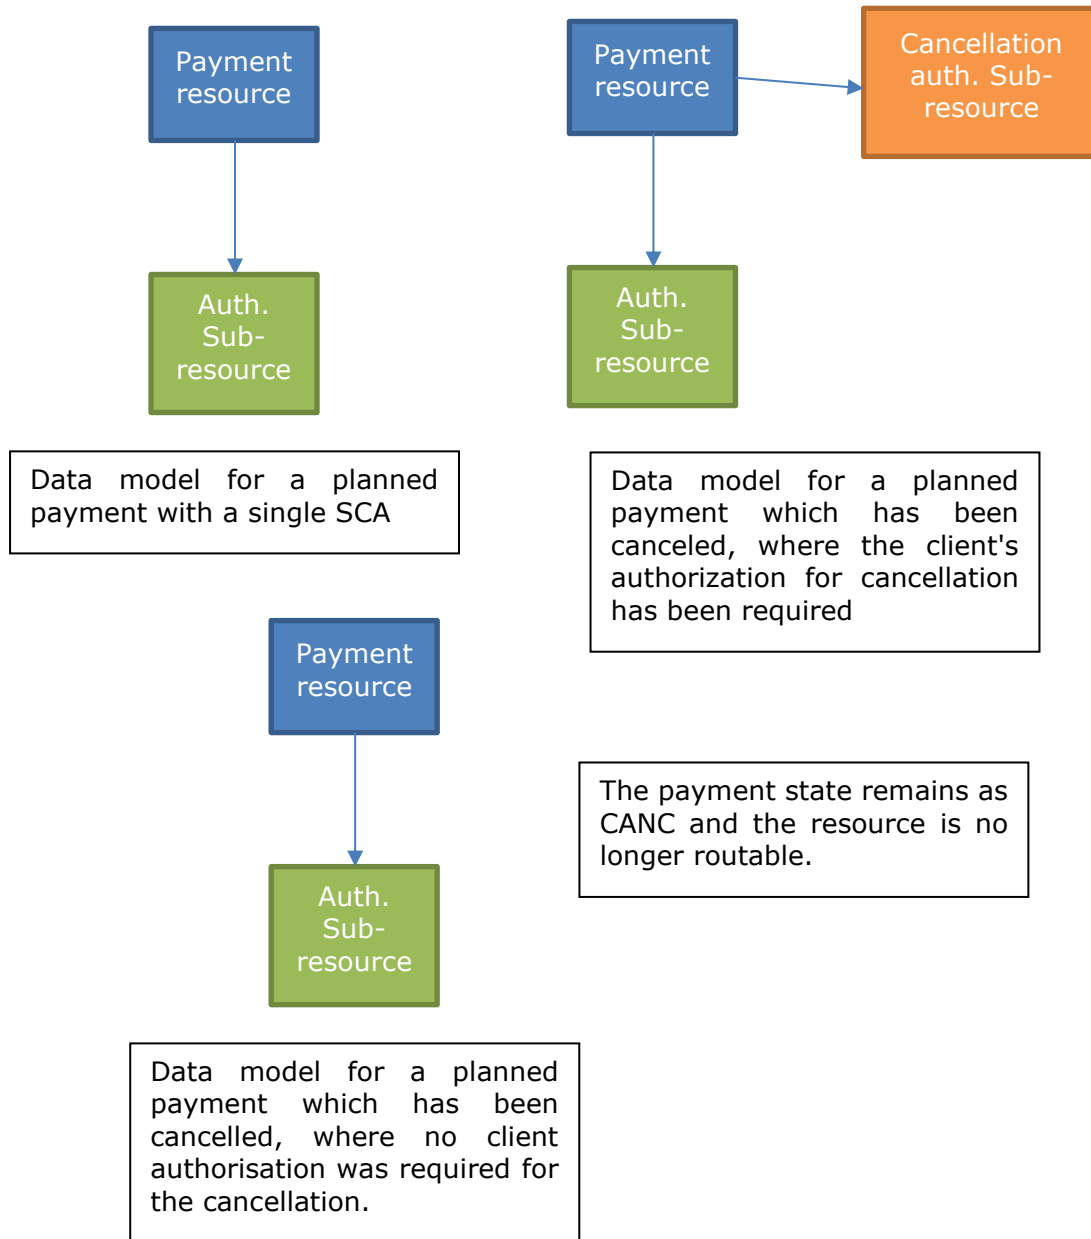 Payment
resource
Auth.
Sub-
resource
Data model for a planned
payment with a single SCA
Payment
resource
Cancellation
auth. Sub-
resource
Auth.
Sub-
resource
Data model for a planned
payment which has been
canceled, where the client's
authorization for cancellation
has been required
Payment
resource
Auth.
Sub-
resource
The payment state remains as
CANC and the resource is no
longer routable.
Data model for a planned
payment which has been
cancelled, where no client
authorisation was required for
the cancellation.